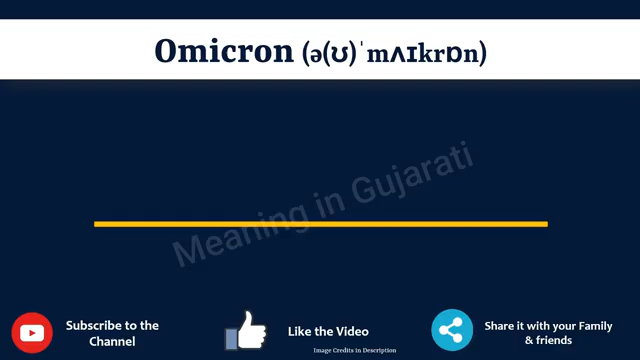 Omicron (ə(ʊ)ˈmʌɪkrɒn)
Meaning in Gujarati
Subscribe to the
Channel
Like the Video
Share it with your Family
& friends
Image Credits in Description